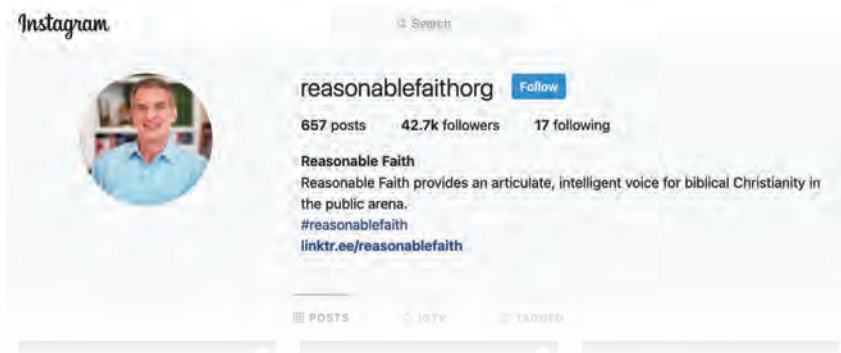 Instagram
Search
reasonablefaithorg Follow
657 posts 42.7k followers 17 following
Reasonable Faith
Reasonable Faith provides an articulate, intelligent voice for biblical Christianity in
the public arena.
#reasonablefaith
linktr.ee/reasonablefaith
POSTS IGTV TAGGED